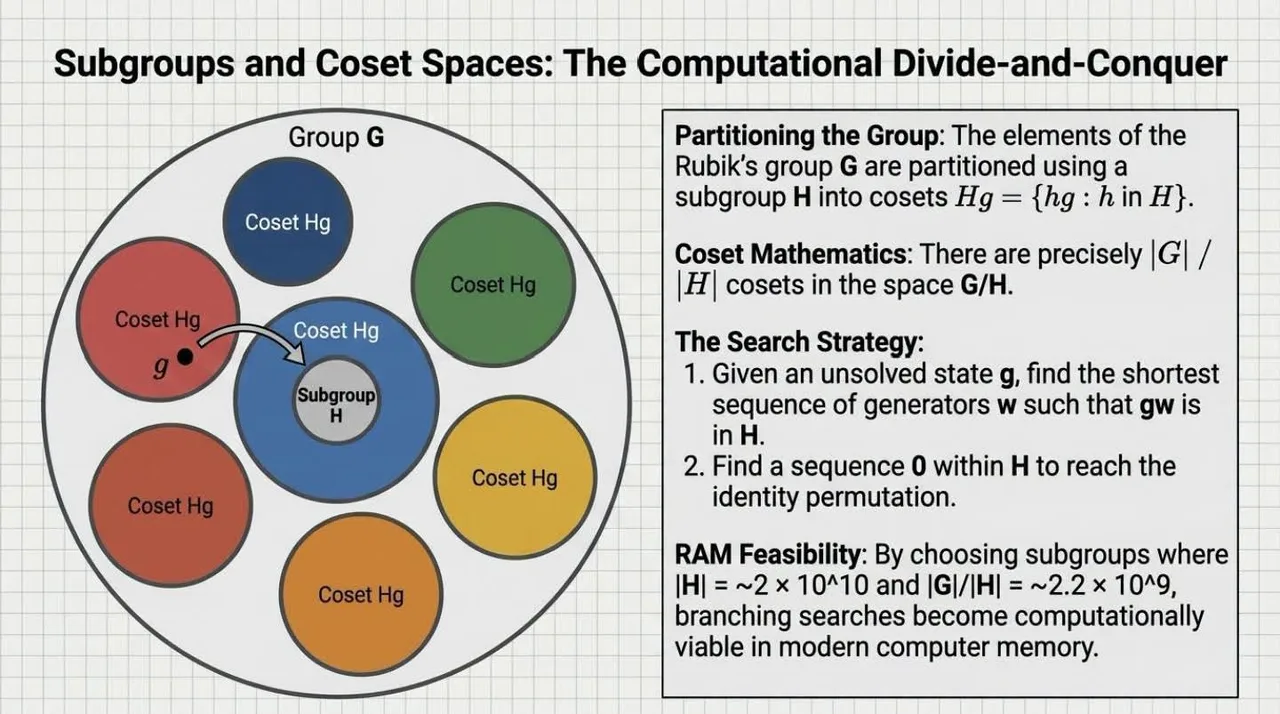 Subgroups and Coset Spaces: The Computational Divide-and-Conquer
Group G
Coset Hg
Coset Hg
Coset Hg
g
Coset Hg
Subgroup
H
Coset Hg
Coset Hg
Coset Hg
Partitioning the Group: The elements of the
Rubik's group G are partitioned using a
subgroup H into cosets Hg = {hg : h in H}.
Coset Mathematics: There are precisely |G| /
|H| cosets in the space G/H.
The Search Strategy:
1. Given an unsolved state g, find the shortest
sequence of generators w such that gw is
in H.
2. Find a sequence 0 within H to reach the
identity permutation.
RAM Feasibility: By choosing subgroups where
|H| = ~2 × 10^10 and |G|/|H| = ~2.2 × 10^9,
branching searches become computationally
viable in modern computer memory.